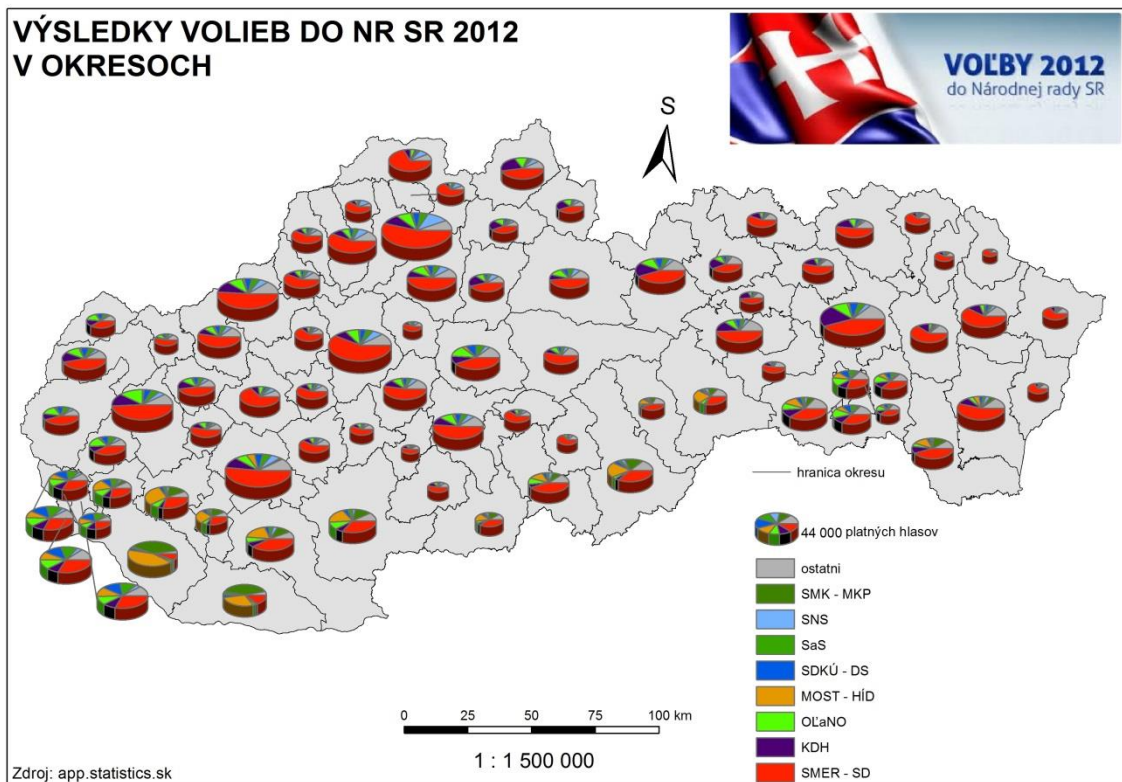 VÝSLEDKY VOLIEB DO NR SR 2012
V OKRESOCH
VOĽBY 2012
do Národnej rady SR
S
hranica okresu
44 000 platných hlasov
ostatni
SMK - MKP
SNS
SaS
SDKÚ - DS
MOST - HÍD
OĽaNO
KDH
SMER - SD
0 25 50 75 100 km
1 : 1 500 000
Zdroj: app.statistics.sk